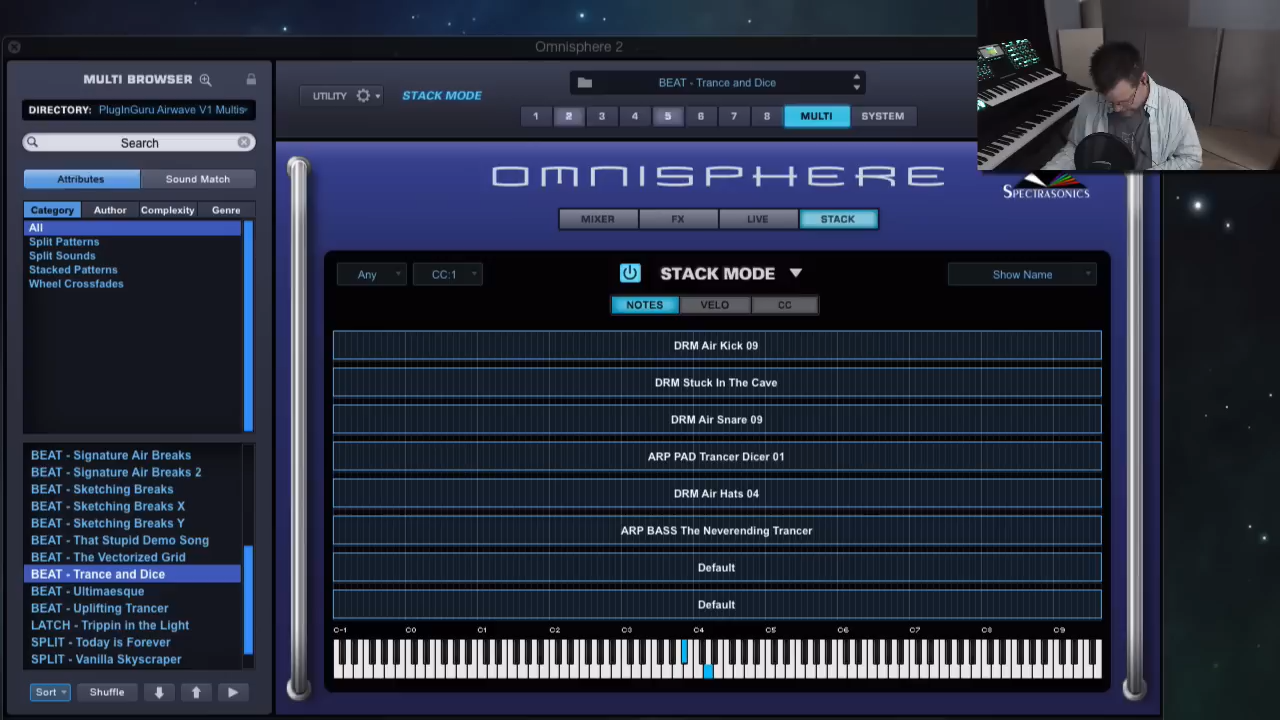 Omnisphere 2
MULTI BROWSER
DIRECTORY: PlugInGuru Airwave V1 Multis
Search
Attributes
Sound Match
Category
Author
Complexity
Genre
All
Split Patterns
Split Sounds
Stacked Patterns
Wheel Crossfades
BEAT - Signature Air Breaks
BEAT - Signature Air Breaks 2
BEAT - Sketching Breaks
BEAT - Sketching Breaks X
BEAT - Sketching Breaks Y
BEAT - That Stupid Demo Song
BEAT - The Vectorized Grid
BEAT - Trance and Dice
BEAT - Ultimaesque
BEAT - Uplifting Trancer
LATCH - Trippin in the Light
SPLIT - Today is Forever
SPLIT - Vanilla Skyscraper
Sort
Shuffle
UTILITY
STACK MODE
BEAT - Trance and Dice
1 2 3 4 5 6 7 8 MULTI SYSTEM
OMNISPHERE
SPECTRASONICS
MIXER FX LIVE STACK
Any
CC:1
STACK MODE
Show Name
NOTES VELO CC
DRM Air Kick 09
DRM Stuck In The Cave
DRM Air Snare 09
ARP PAD Trancer Dicer 01
DRM Air Hats 04
ARP BASS The Neverending Trancer
Default
Default
C-1 C0 C1 C2 C3 C4 C5 C6 C7 C8 C9